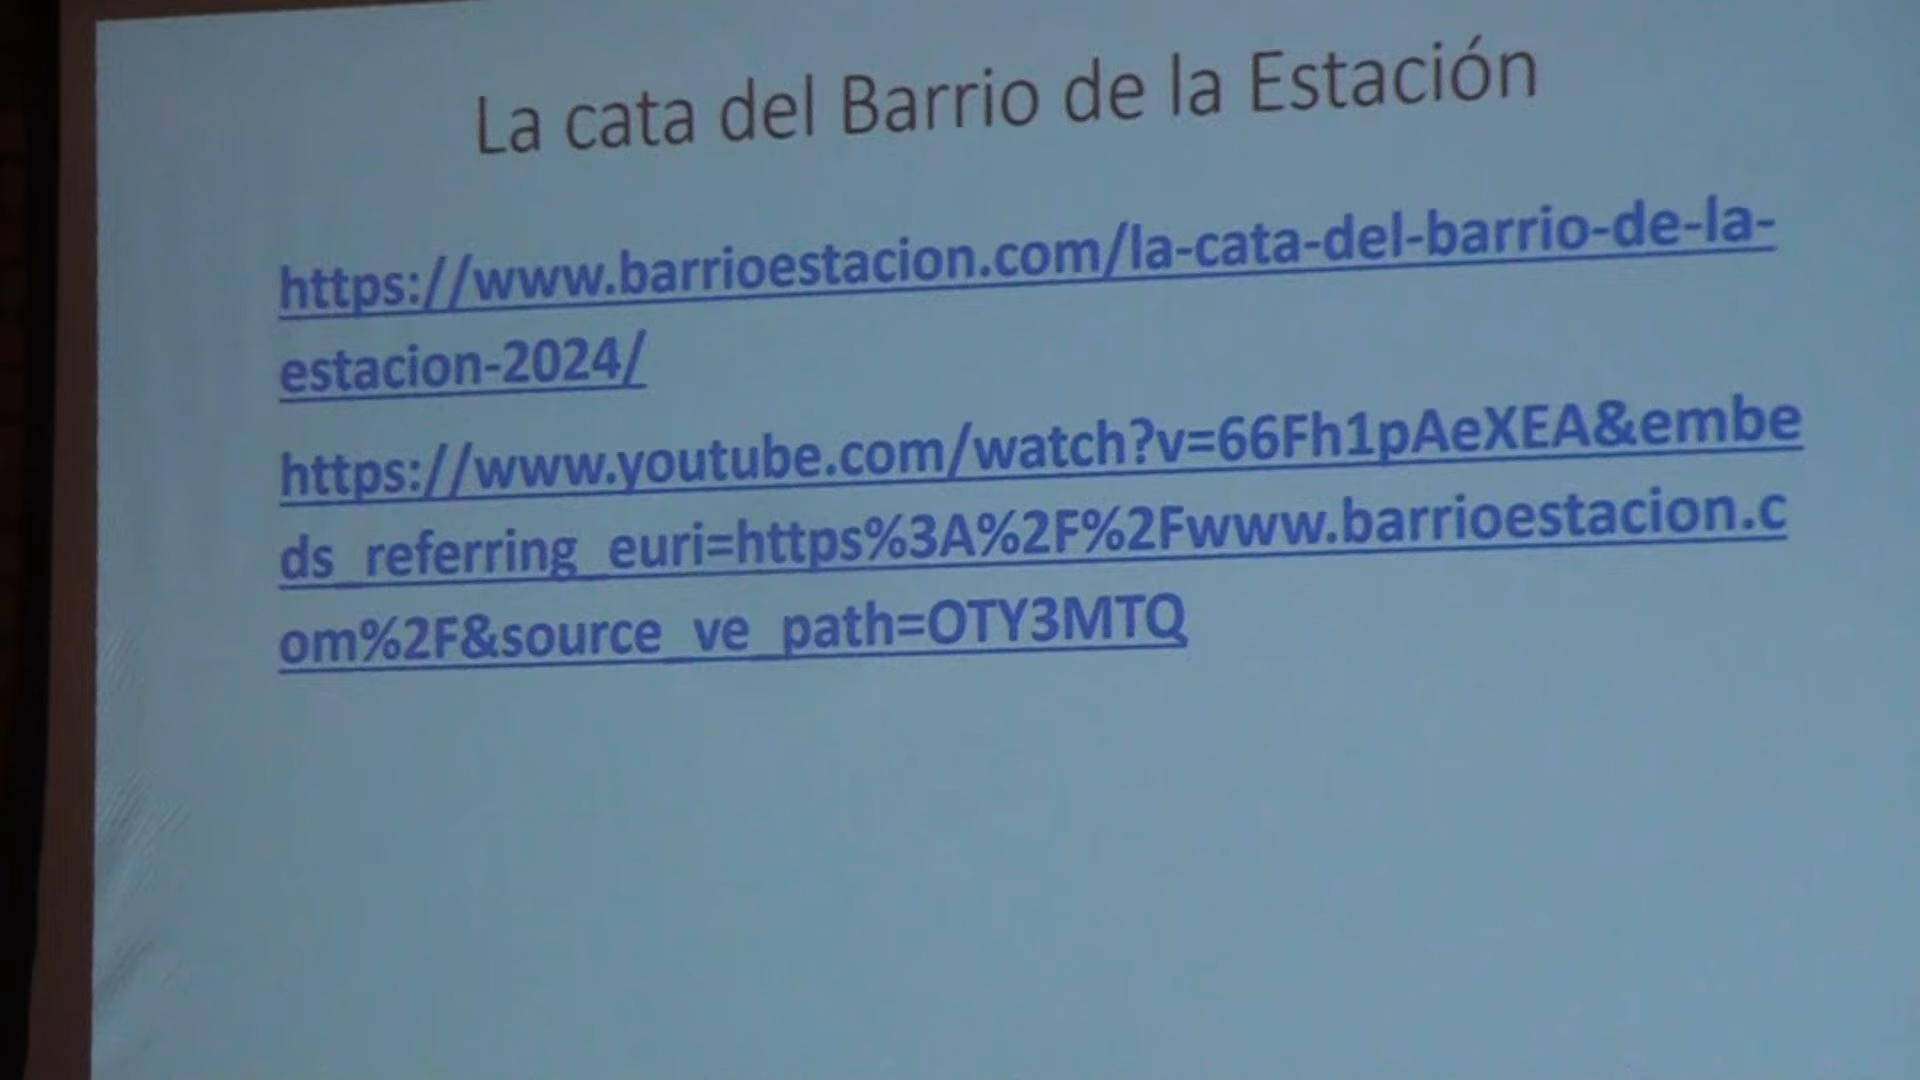 La cata del Barrio de la Estación
https://www.barrioestacion.com/la-cata-del-barrio-de-la-
estacion-2024/
https://www.youtube.com/watch?v=66Fh1pAeXEA&embe
ds_referring_euri=https%3A%2F%2Fwww.barrioestacion.c
om%2F&source_ve_path=OTY3MTQ